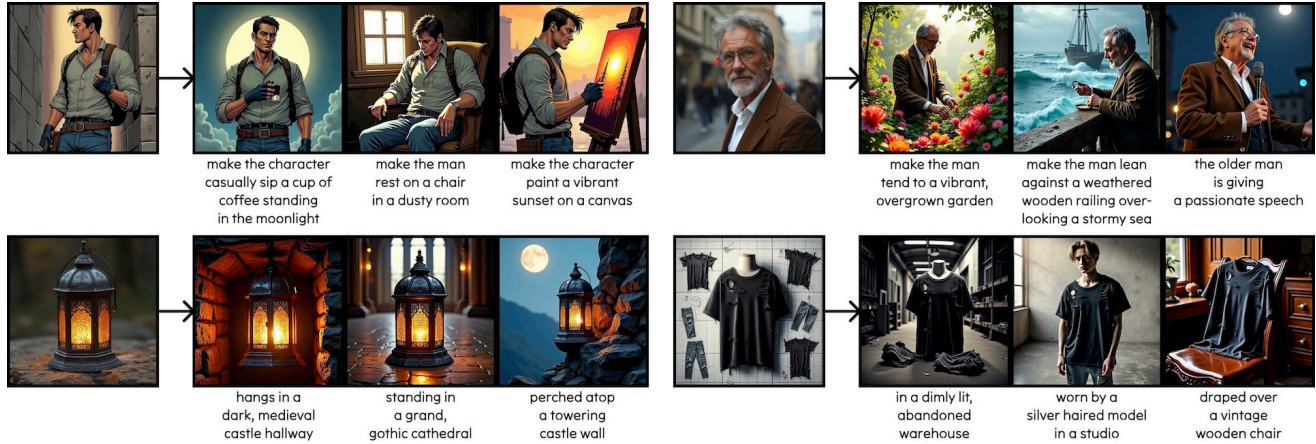 make the character
casually sip a cup of
coffee standing
in the moonlight
make the man
rest on a chair
in a dusty room
make the character
paint a vibrant
sunset on a canvas
make the man
tend to a vibrant,
overgrown garden
make the man lean
against a weathered
wooden railing over-
looking a stormy sea
the older man
is giving
a passionate speech
hangs in a
dark, medieval
castle hallway
standing in
a grand,
gothic cathedral
perched atop
a towering
castle wall
in a dimly lit,
abandoned
warehouse
worn by a
silver haired model
in a studio
draped over
a vintage
wooden chair